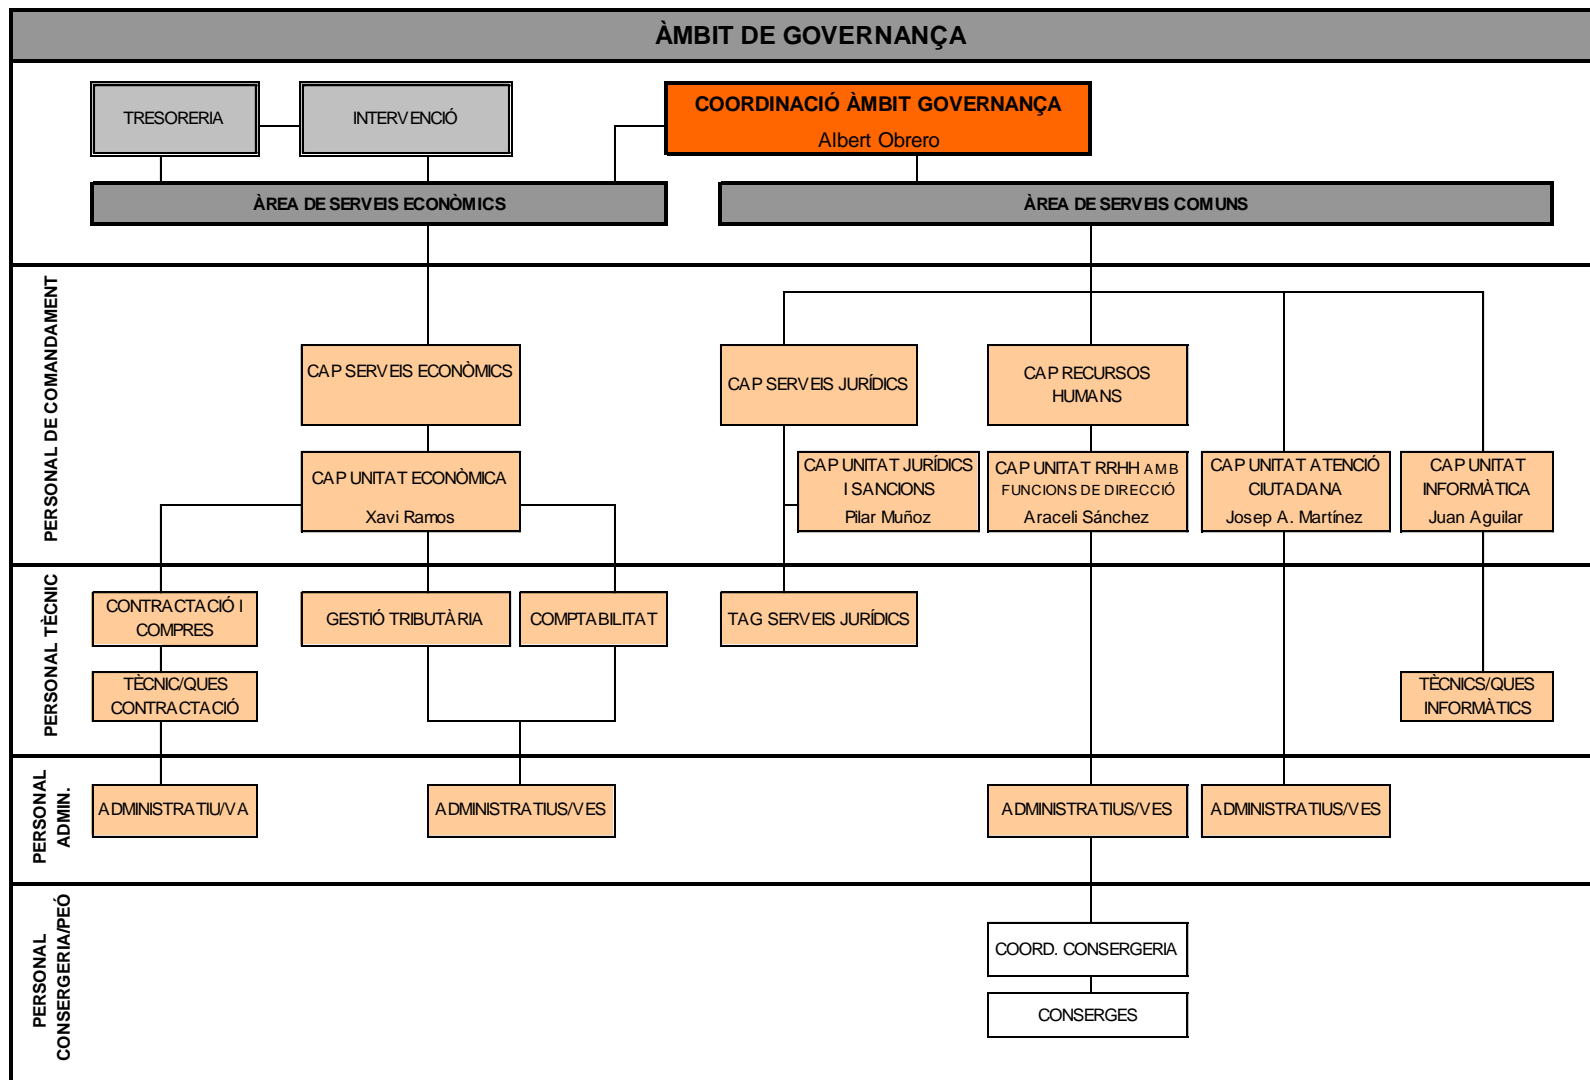 ÀMBIT DE GOVERNANÇA
TRESORERIA
INTERVENCIÓ
COORDINACIÓ ÀMBIT GOVERNANÇA
Albert Obrero
ÀREA DE SERVEIS ECONÒMICS
ÀREA DE SERVEIS COMUNS
PERSONAL DE COMANDAMENT
CAP SERVEIS ECONÒMICS
CAP SERVEIS JURÍDICS
CAP RECURSOS
HUMANS
CAP UNITAT ECONÒMICA
Xavi Ramos
CAP UNITAT JURÍDICS
I SANCIONS
Pilar Muñoz
CAP UNITAT RRHH AMB
FUNCIONS DE DIRECCIÓ
Araceli Sánchez
CAP UNITAT ATENCIÓ
CIUTADANA
Josep A. Martínez
CAP UNITAT
INFORMÀTICA
Juan Aguilar
PERSONAL TÈCNIC
CONTRACTACIÓ I
COMPRES
GESTIÓ TRIBUTÀRIA
COMPTABILITAT
TAG SERVEIS JURÍDICS
TÈCNIC/QUES
CONTRACTACIÓ
TÈCNICS/QUES
INFORMÀTICS
PERSONAL
ADMIN.
ADMINISTRATIU/VA
ADMINISTRATIUS/VES
ADMINISTRATIUS/VES
ADMINISTRATIUS/VES
PERSONAL
CONSERGERIA/PEÓ
COORD. CONSERGERIA
CONSERGES